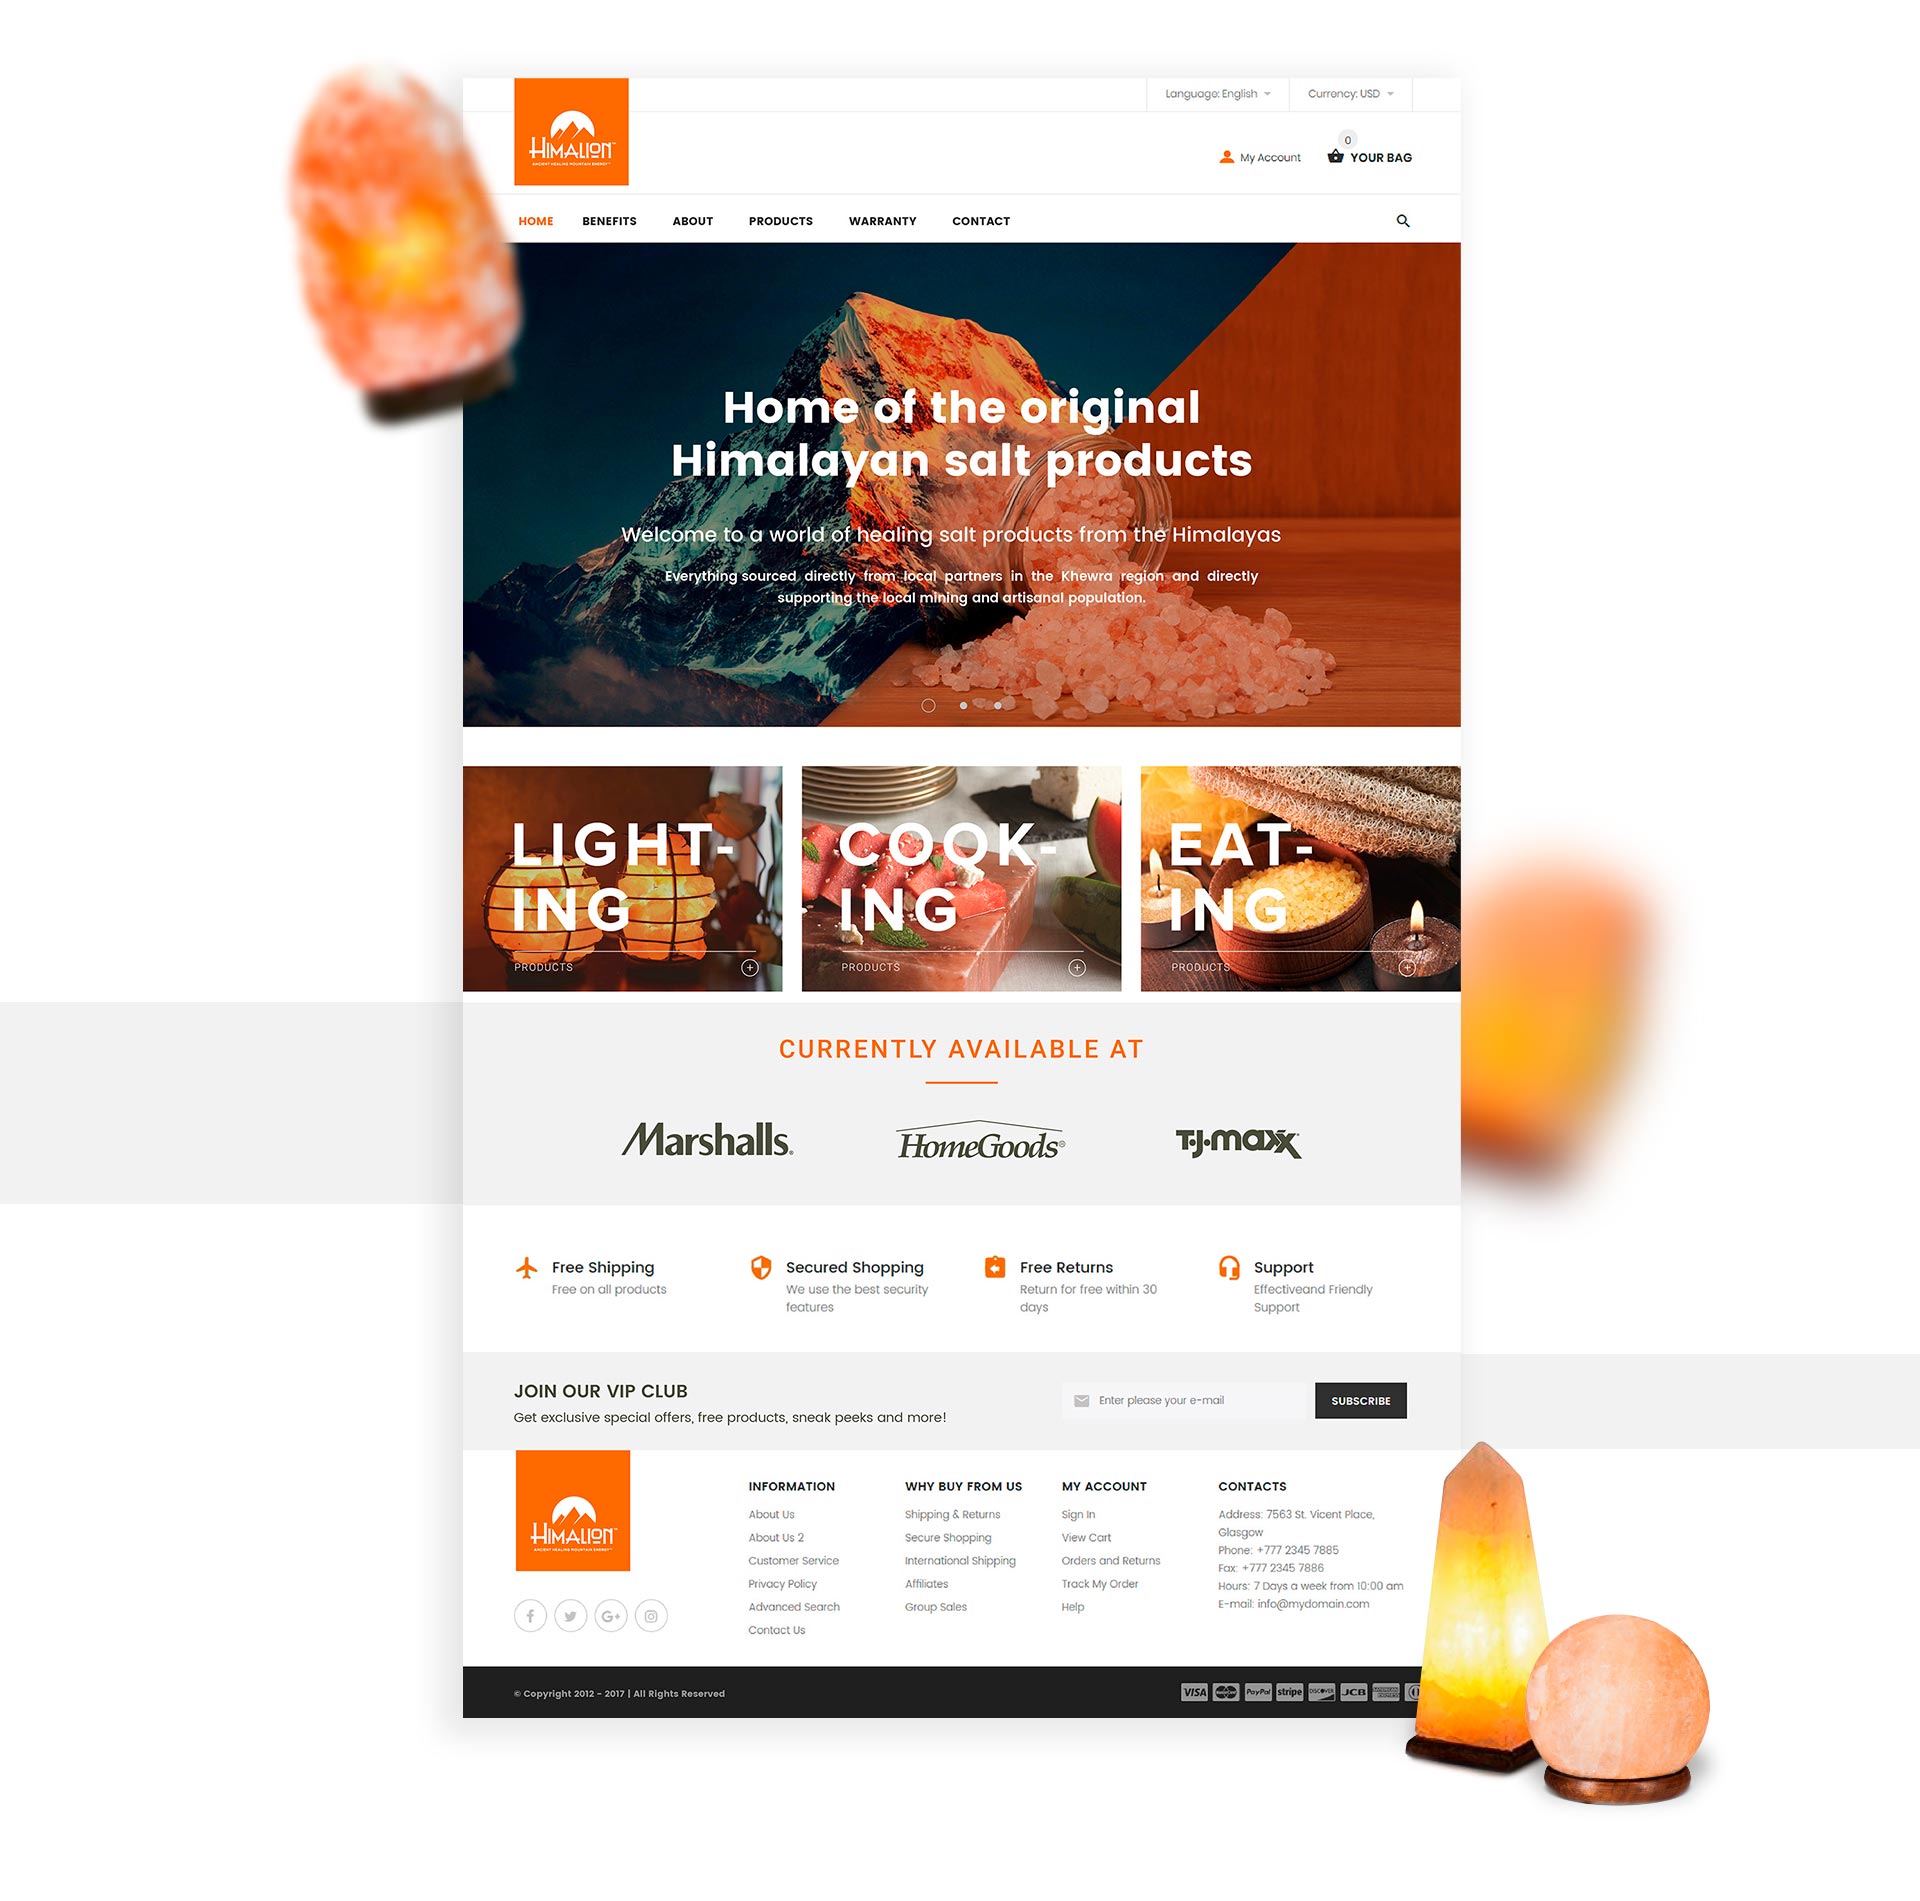 Language: English
Currency: USD
HIMALION™
ANCIENT HEALING MOUNTAIN ENERGY™
My Account
0
YOUR BAG
HOME
BENEFITS
ABOUT
PRODUCTS
WARRANTY
CONTACT
Home of the original
Himalayan salt products
Welcome to a world of healing salt products from the Himalayas
Everything sourced directly from local partners in the Khewra region and directly
supporting the local mining and artisanal population.
LIGHT-
ING
PRODUCTS
COOK-
ING
PRODUCTS
EAT-
ING
PRODUCTS
CURRENTLY AVAILABLE AT
Marshalls.
HomeGoods®
T·J·maxx
Free Shipping
Free on all products
Secured Shopping
We use the best security
features
Free Returns
Return for free within 30
days
Support
Effectiveand Friendly
Support
JOIN OUR VIP CLUB
Get exclusive special offers, free products, sneak peeks and more!
Enter please your e-mail
SUBSCRIBE
HIMALION™
ANCIENT HEALING MOUNTAIN ENERGY™
INFORMATION
About Us
About Us 2
Customer Service
Privacy Policy
Advanced Search
Contact Us
WHY BUY FROM US
Shipping & Returns
Secure Shopping
International Shipping
Affiliates
Group Sales
MY ACCOUNT
Sign In
View Cart
Orders and Returns
Track My Order
Help
CONTACTS
Address: 7563 St. Vicent Place,
Glasgow
Phone: +777 2345 7885
Fax: +777 2345 7886
Hours: 7 Days a week from 10:00 am
E-mail: info@mydomain.com
© Copyright 2012 - 2017 | All Rights Reserved
VISA
PayPal
stripe
DISCOVER
JCB